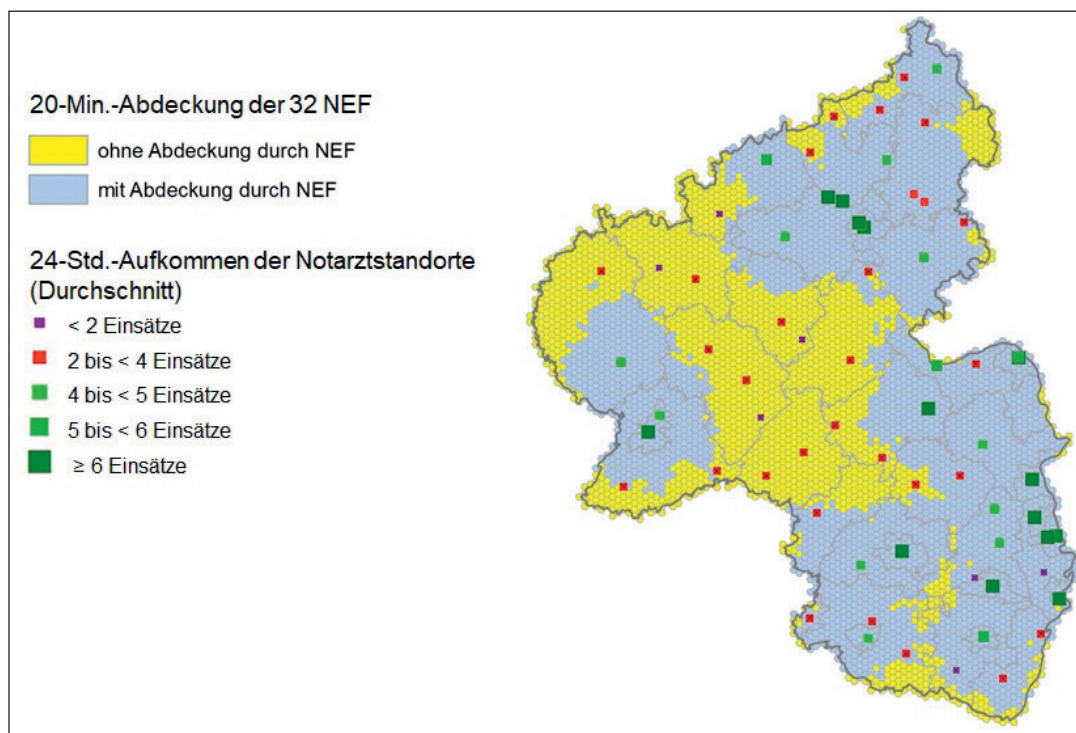 20-Min.-Abdeckung der 32 NEF
ohne Abdeckung durch NEF
mit Abdeckung durch NEF
24-Std.-Aufkommen der Notarztstandorte
(Durchschnitt)
< 2 Einsätze
2 bis < 4 Einsätze
4 bis < 5 Einsätze
5 bis < 6 Einsätze
≥ 6 Einsätze